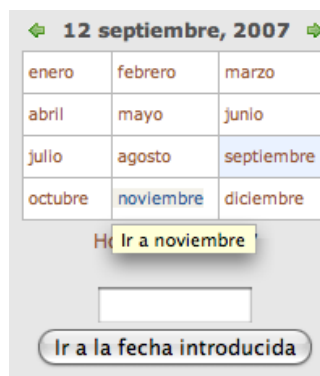 12 septiembre, 2007
enero febrero marzo
abril mayo junio
julio agosto septiembre
octubre noviembre diciembre
Ir a noviembre
Ir a la fecha introducida